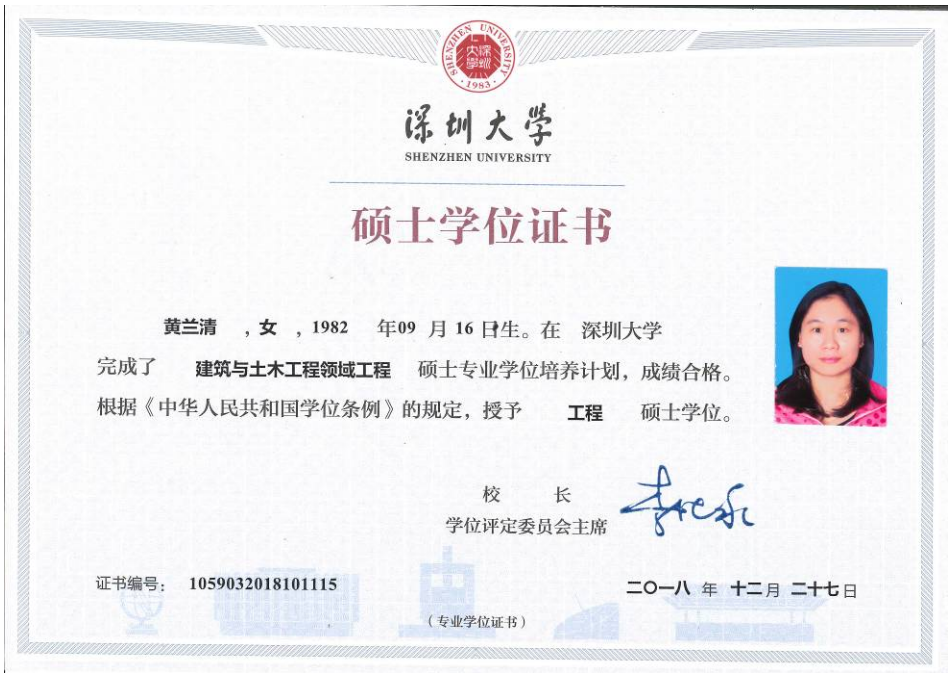 SHENZHEN UNIVERSITY
深圳大學
·1983·
深圳大学
SHENZHEN UNIVERSITY
硕士学位证书
黄兰清 ,女 ,1982 年09 月 16 日生。在 深圳大学
完成了 建筑与土木工程领域工程 硕士专业学位培养计划，成绩合格。
根据《中华人民共和国学位条例》的规定，授予 工程 硕士学位。
校 长
学位评定委员会主席
证书编号： 1059032018101115
二〇一八 年 十二月 二十七日
（专业学位证书）